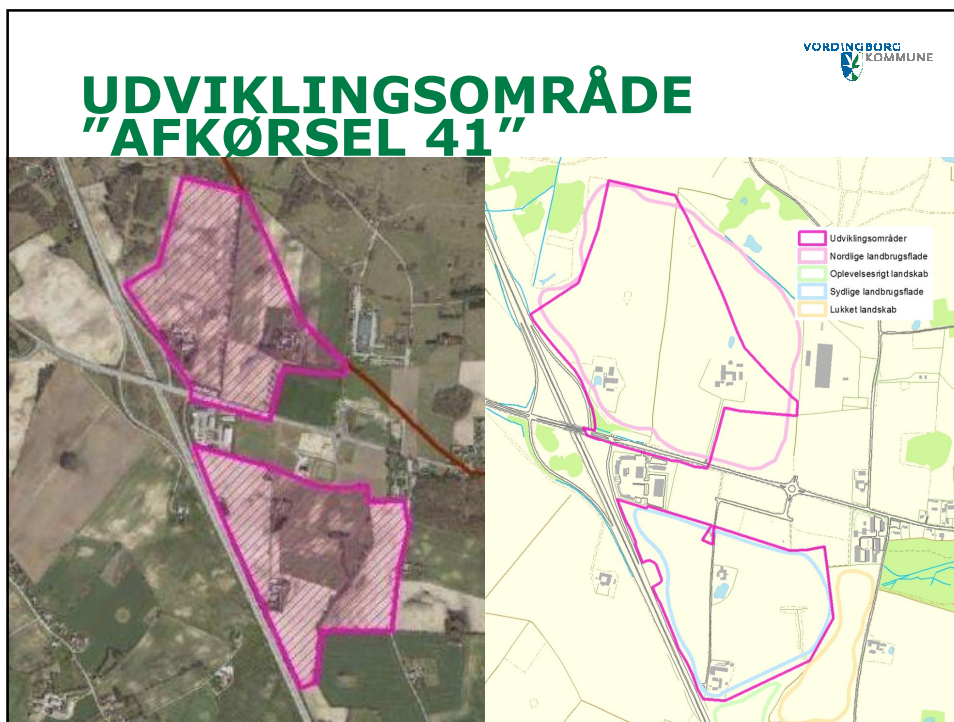 VORDINGBORG
KOMMUNE
UDVIKLINGSOMRÅDE
”AFKØRSEL 41”
Udviklingsområder
Nordlige landbrugsflade
Oplevelsesrigt landskab
Sydlige landbrugsflade
Lukket landskab